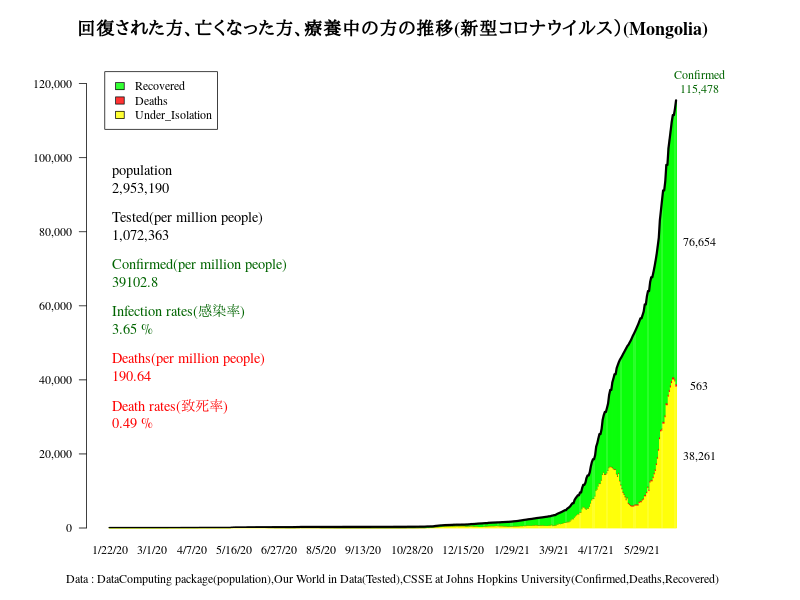 回復された方、亡くなった方、療養中の方の推移(新型コロナウイルス）(Mongolia)
Confirmed
115,478
Recovered
Deaths
Under_Isolation
120,000
100,000
80,000
60,000
40,000
20,000
0
population
2,953,190
Tested(per million people)
1,072,363
Confirmed(per million people)
39102.8
Infection rates(感染率)
3.65 %
Deaths(per million people)
190.64
Death rates(致死率)
0.49 %
76,654
563
38,261
1/22/20 3/1/20 4/7/20 5/16/20 6/27/20 8/5/20 9/13/20 10/28/20 12/15/20 1/29/21 3/9/21 4/17/21 5/29/21
Data : DataComputing package(population),Our World in Data(Tested),CSSE at Johns Hopkins University(Confirmed,Deaths,Recovered)